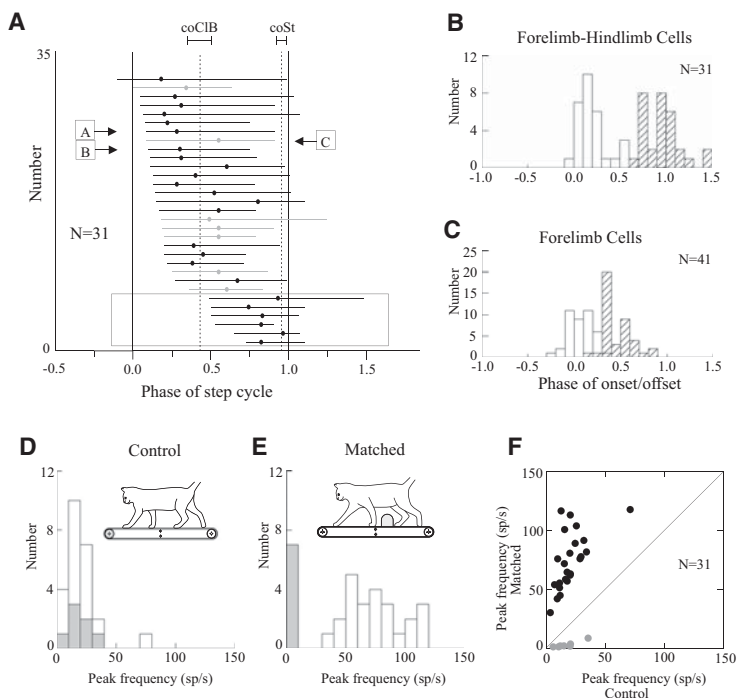 A
coClB
coSt
35
Number
A
B
C
N=31
0
-0.5
0.0
0.5
1.0
1.5
Phase of step cycle
B
Forelimb-Hindlimb Cells
N=31
12
8
4
0
Number
-1.0
-0.5
0.0
0.5
1.0
1.5
C
Forelimb Cells
N=41
25
20
15
10
5
0
Number
-1.0
-0.5
0.0
0.5
1.0
1.5
Phase of onset/offset
D
Control
12
8
4
0
Number
0
50
100
150
Peak frequency (sp/s)
E
Matched
12
8
4
0
Number
0
50
100
150
Peak frequency (sp/s)
F
150
100
50
0
Peak frequency (sp/s)
Matched
N=31
50
100
150
Peak frequency (sp/s)
Control